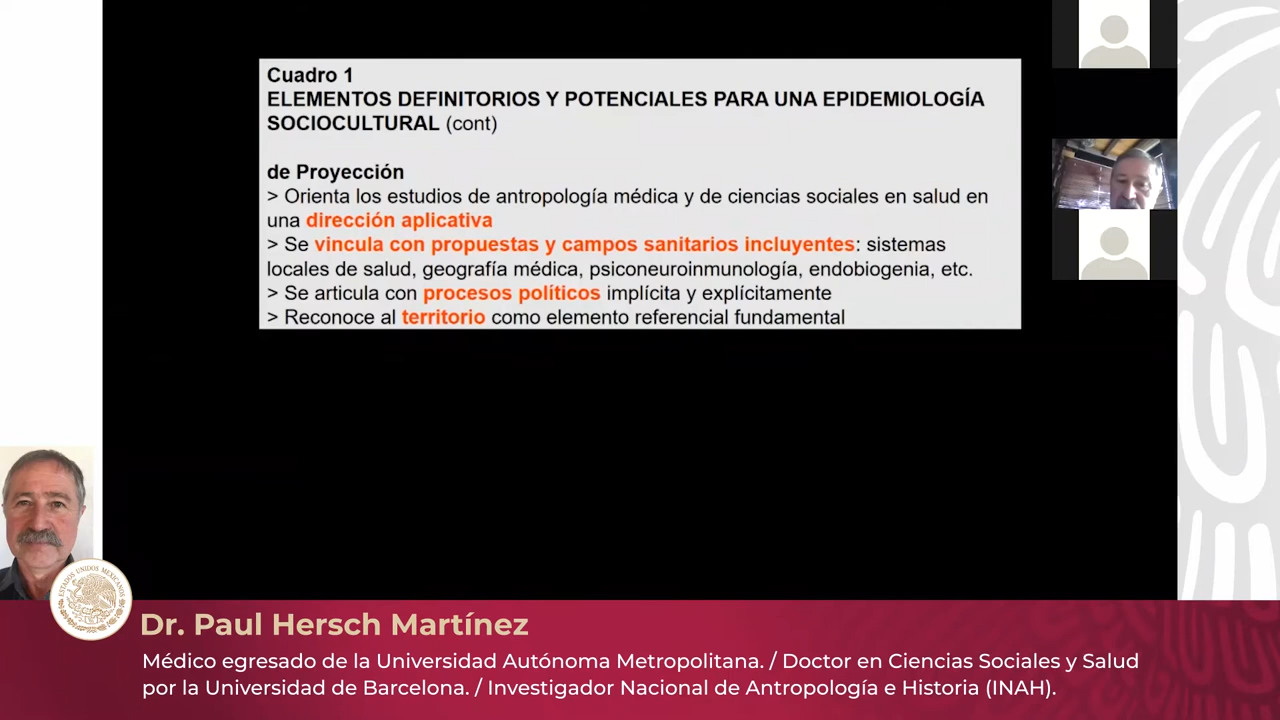 Cuadro 1
ELEMENTOS DEFINITORIOS Y POTENCIALES PARA UNA EPIDEMIOLOGÍA
SOCIOCULTURAL (cont)
de Proyección
> Orienta los estudios de antropología médica y de ciencias sociales en salud en
una dirección aplicativa
> Se vincula con propuestas y campos sanitarios incluyentes: sistemas
locales de salud, geografía médica, psiconeuroinmunología, endobiogenia, etc.
> Se articula con procesos políticos implícita y explícitamente
> Reconoce al territorio como elemento referencial fundamental
ESTADOS UNIDOS MEXICANOS
Dr. Paul Hersch Martínez
Médico egresado de la Universidad Autónoma Metropolitana. / Doctor en Ciencias Sociales y Salud
por la Universidad de Barcelona. / Investigador Nacional de Antropología e Historia (INAH).